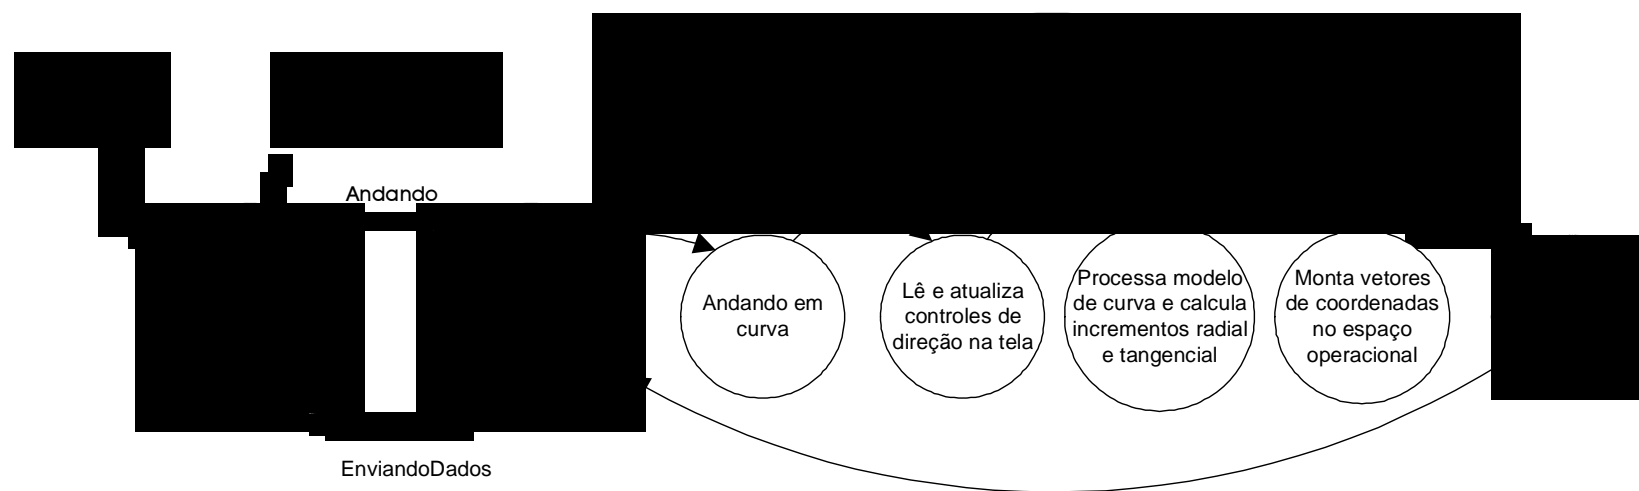 Andando
Andando em
curva
Lê e atualiza
controles de
direção na tela
Processa modelo
de curva e calcula
incrementos radial
e tangencial
Monta vetores
de coordenadas
no espaço
operacional
EnviandoDados